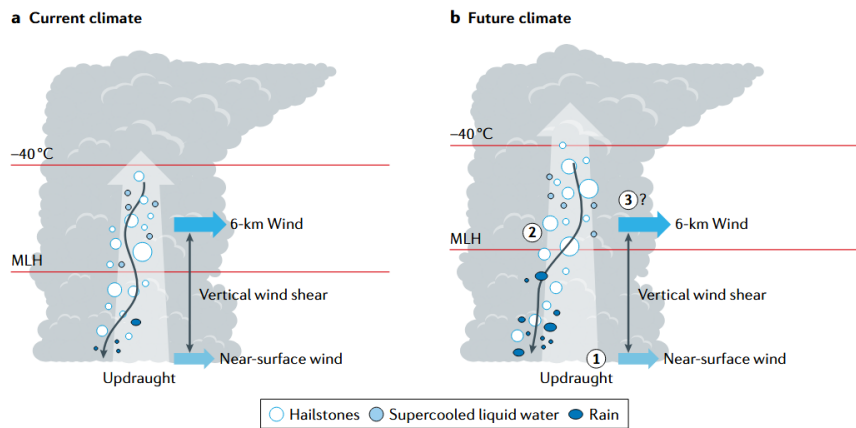 a Current climate
−40 °C
6-km Wind
MLH
Vertical wind shear
Near-surface wind
Updraught
b Future climate
−40 °C
3 ?
6-km Wind
2
MLH
Vertical wind shear
1
Near-surface wind
Updraught
Hailstones Supercooled liquid water Rain